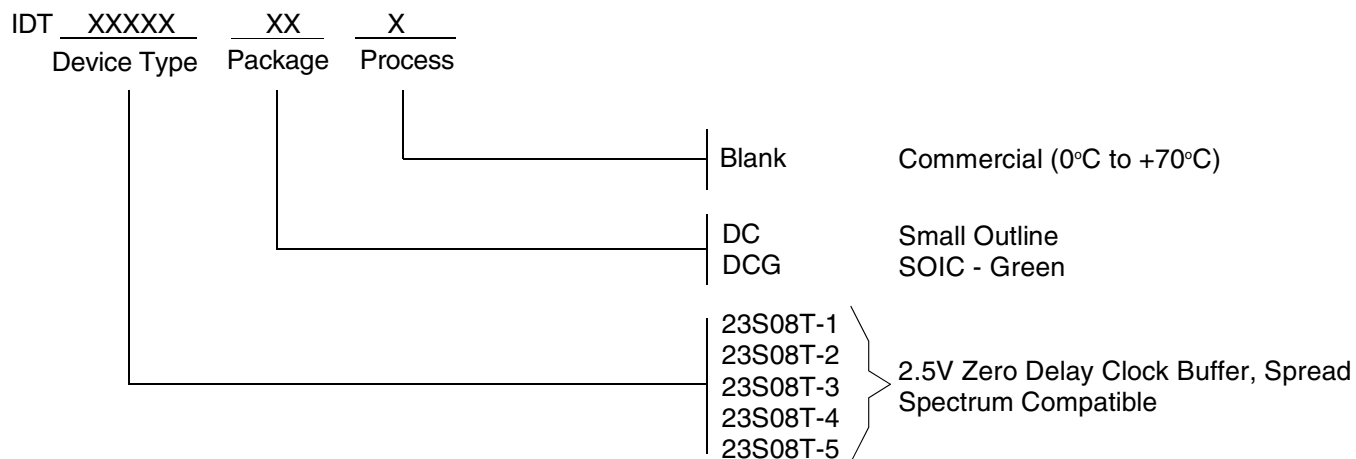 IDT XXXXX XX X
Device Type Package Process
Blank Commercial (0°C to +70°C)
DC Small Outline
DCG SOIC - Green
23S08T-1
23S08T-2
23S08T-3
23S08T-4
23S08T-5
2.5V Zero Delay Clock Buffer, Spread
Spectrum Compatible